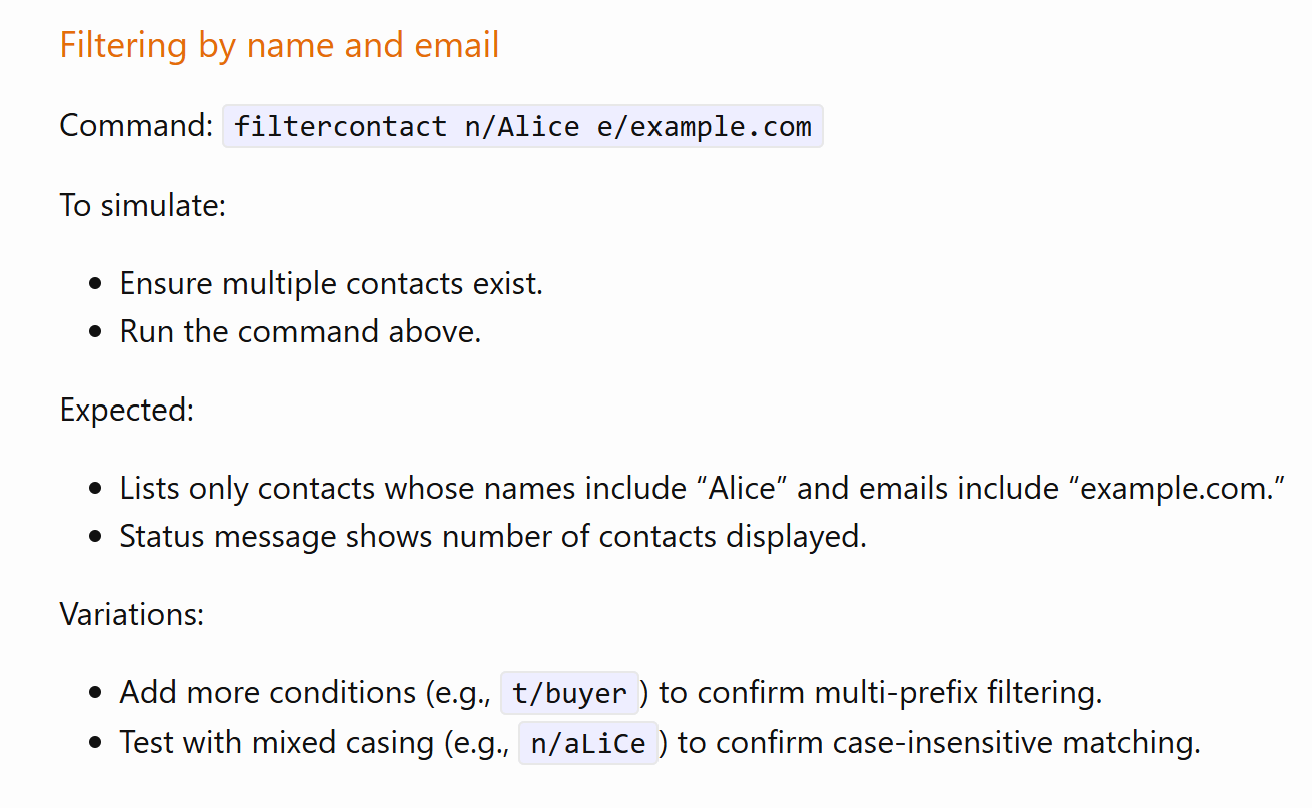 Filtering by name and email
Command: filtercontact n/Alice e/example.com
To simulate:
• Ensure multiple contacts exist.
• Run the command above.
Expected:
• Lists only contacts whose names include “Alice” and emails include “example.com.”
• Status message shows number of contacts displayed.
Variations:
• Add more conditions (e.g., t/buyer) to confirm multi-prefix filtering.
• Test with mixed casing (e.g., n/aLiCe) to confirm case-insensitive matching.